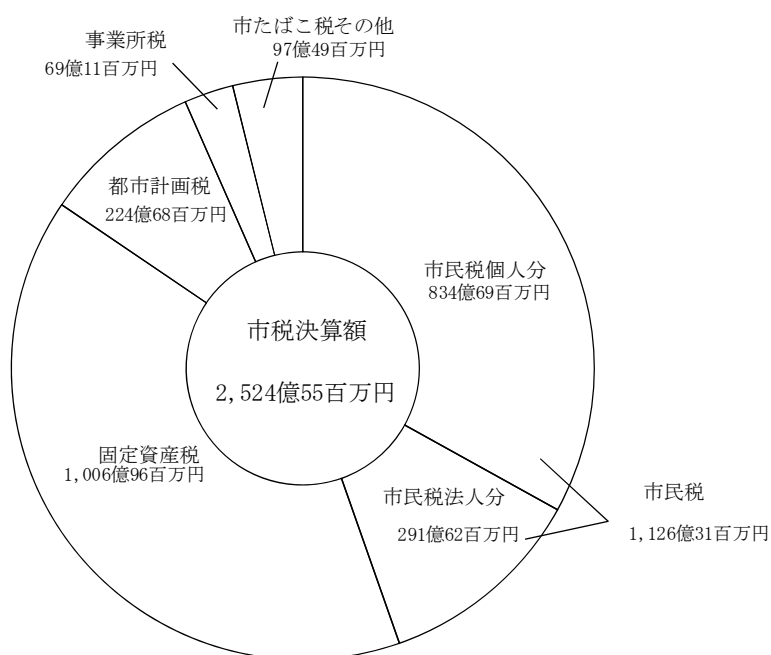 市たばこ税その他
97億49百万円
事業所税
69億11百万円
都市計画税
224億68百万円
市民税個人分
834億69百万円
市税決算額
2,524億55百万円
固定資産税
1,006億96百万円
市民税法人分
291億62百万円
市民税
1,126億31百万円